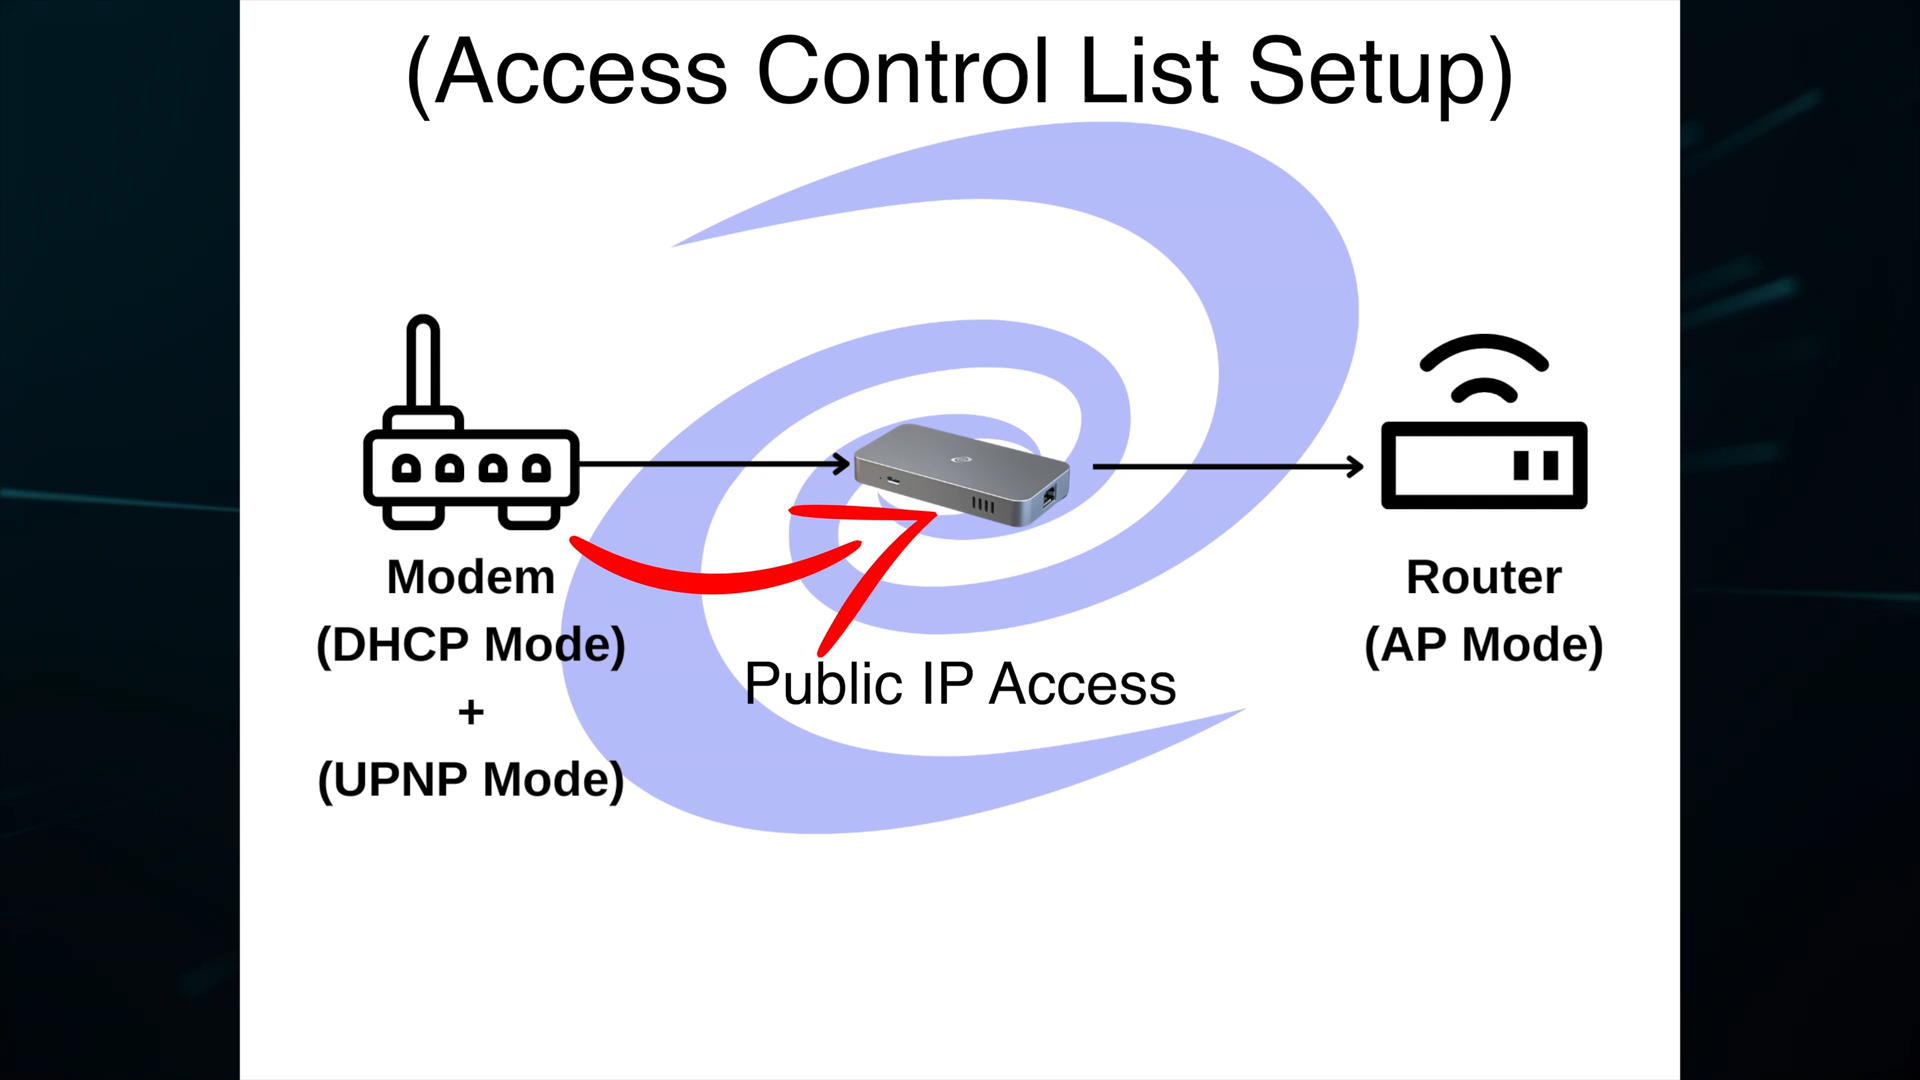 (Access Control List Setup)
Modem
(DHCP Mode)
+
(UPNP Mode)
Public IP Access
Router
(AP Mode)